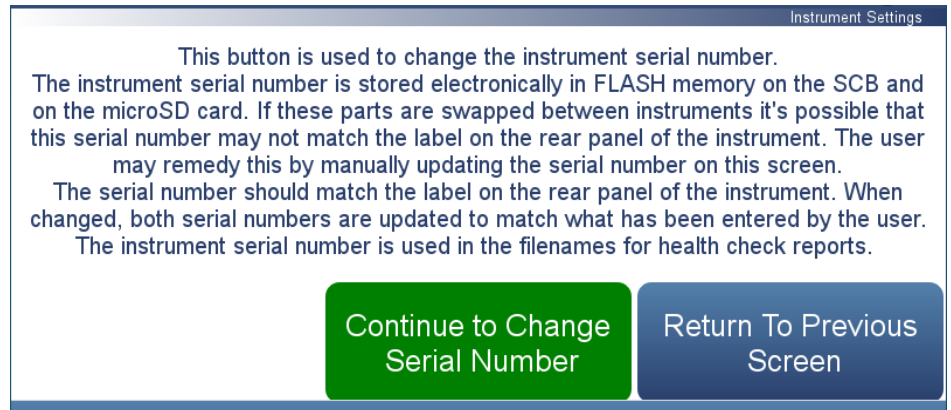 Instrument Settings
This button is used to change the instrument serial number.
The instrument serial number is stored electronically in FLASH memory on the SCB and
on the microSD card. If these parts are swapped between instruments it's possible that
this serial number may not match the label on the rear panel of the instrument. The user
may remedy this by manually updating the serial number on this screen.
The serial number should match the label on the rear panel of the instrument. When
changed, both serial numbers are updated to match what has been entered by the user.
The instrument serial number is used in the filenames for health check reports.
Continue to Change
Serial Number
Return To Previous
Screen